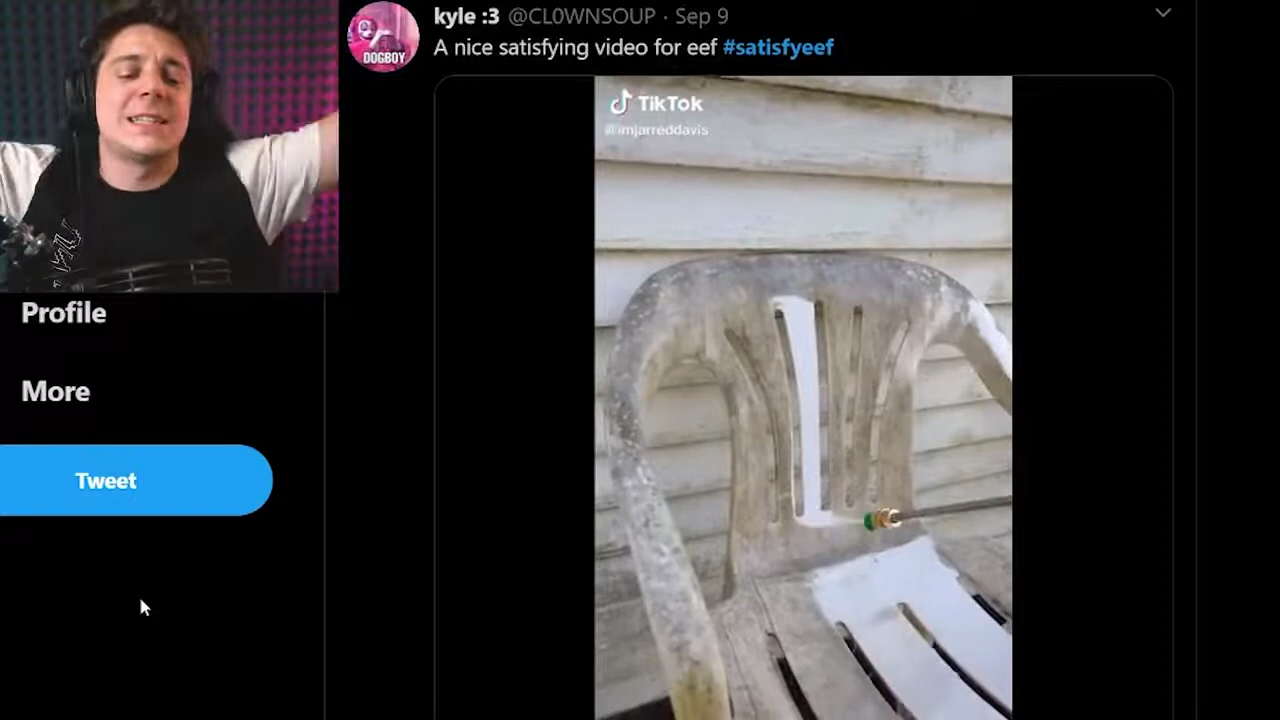 kyle :3 @CL0WNSOUP · Sep 9
A nice satisfying video for eef #satisfyeef
DOGBOY
TikTok
@imjarreddavis
Profile
More
Tweet